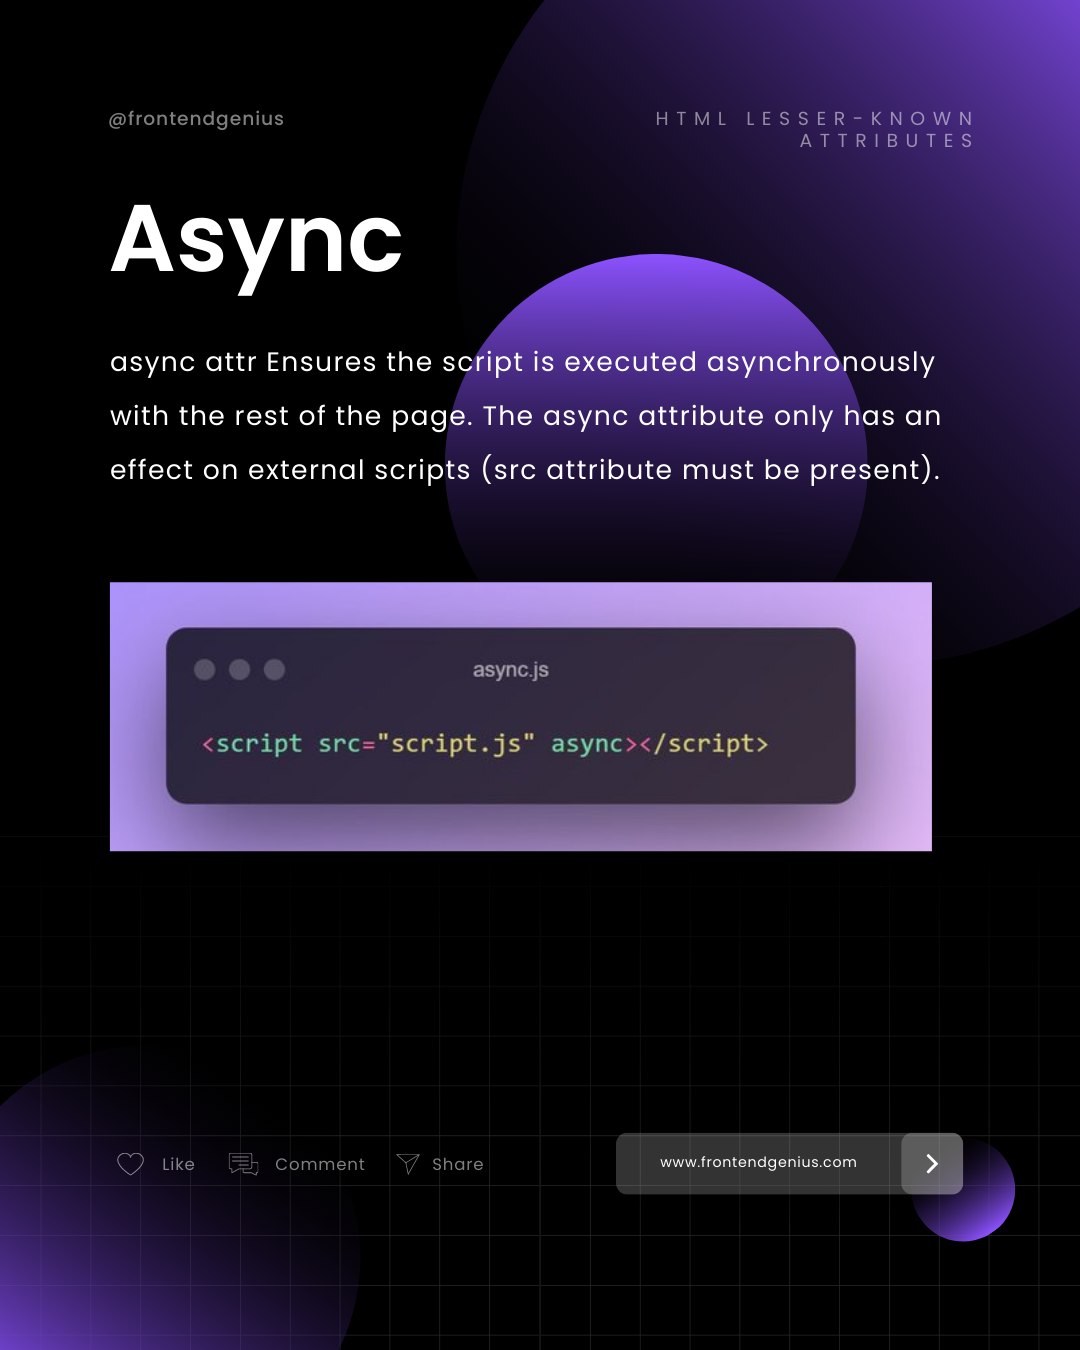 @frontendgenius
HTML LESSER-KNOWN
ATTRIBUTES
Async
async attr Ensures the script is executed asynchronously
with the rest of the page. The async attribute only has an
effect on external scripts (src attribute must be present).
async.js
<script src="script.js" async></script>
Like Comment Share
www.frontendgenius.com